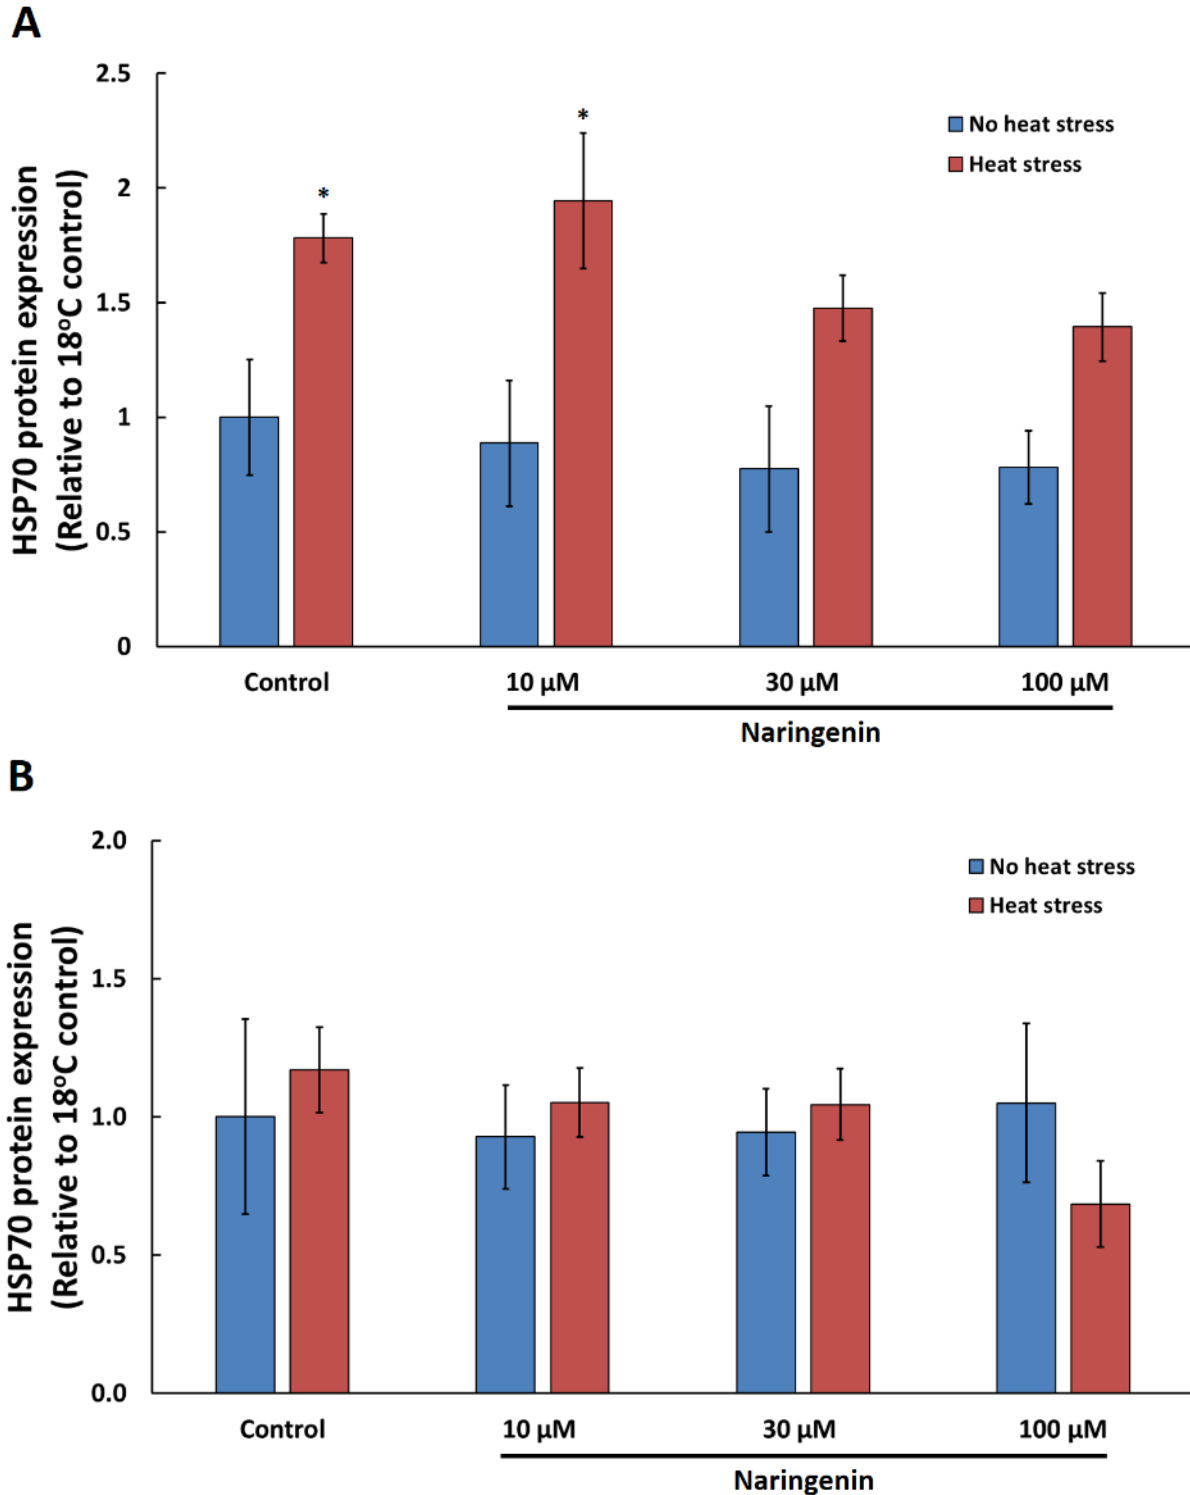 A
2.5
2
1.5
1
0.5
0
HSP70 protein expression
(Relative to 18°C control)
*
*
No heat stress
Heat stress
Control
10 μM
30 μM
100 μM
Naringenin
B
2.0
1.5
1.0
0.5
0.0
HSP70 protein expression
(Relative to 18°C control)
No heat stress
Heat stress
Control
10 μM
30 μM
100 μM
Naringenin